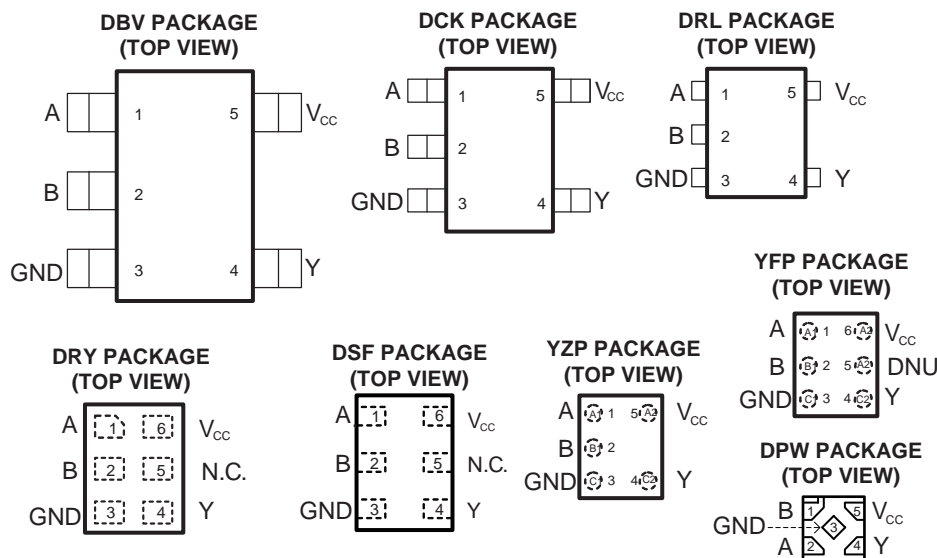 DBV PACKAGE
(TOP VIEW)
A 1 5 VCC
B 2
GND 3 4 Y
DCK PACKAGE
(TOP VIEW)
A 1 5 VCC
B 2
GND 3 4 Y
DRL PACKAGE
(TOP VIEW)
A 1 5 VCC
B 2
GND 3 4 Y
YFP PACKAGE
(TOP VIEW)
A A1 1 6 A2 VCC
B B1 2 5 A2 DNU
GND C1 3 4 C2 Y
DRY PACKAGE
(TOP VIEW)
A 1 6 VCC
B 2 5 N.C.
GND 3 4 Y
DSF PACKAGE
(TOP VIEW)
A 1 6 VCC
B 2 5 N.C.
GND 3 4 Y
YZP PACKAGE
(TOP VIEW)
A A1 1 5 A2 VCC
B B1 2
GND C1 3 4 C2 Y
DPW PACKAGE
(TOP VIEW)
B 1 5 VCC
GND 3
A 2 4 Y